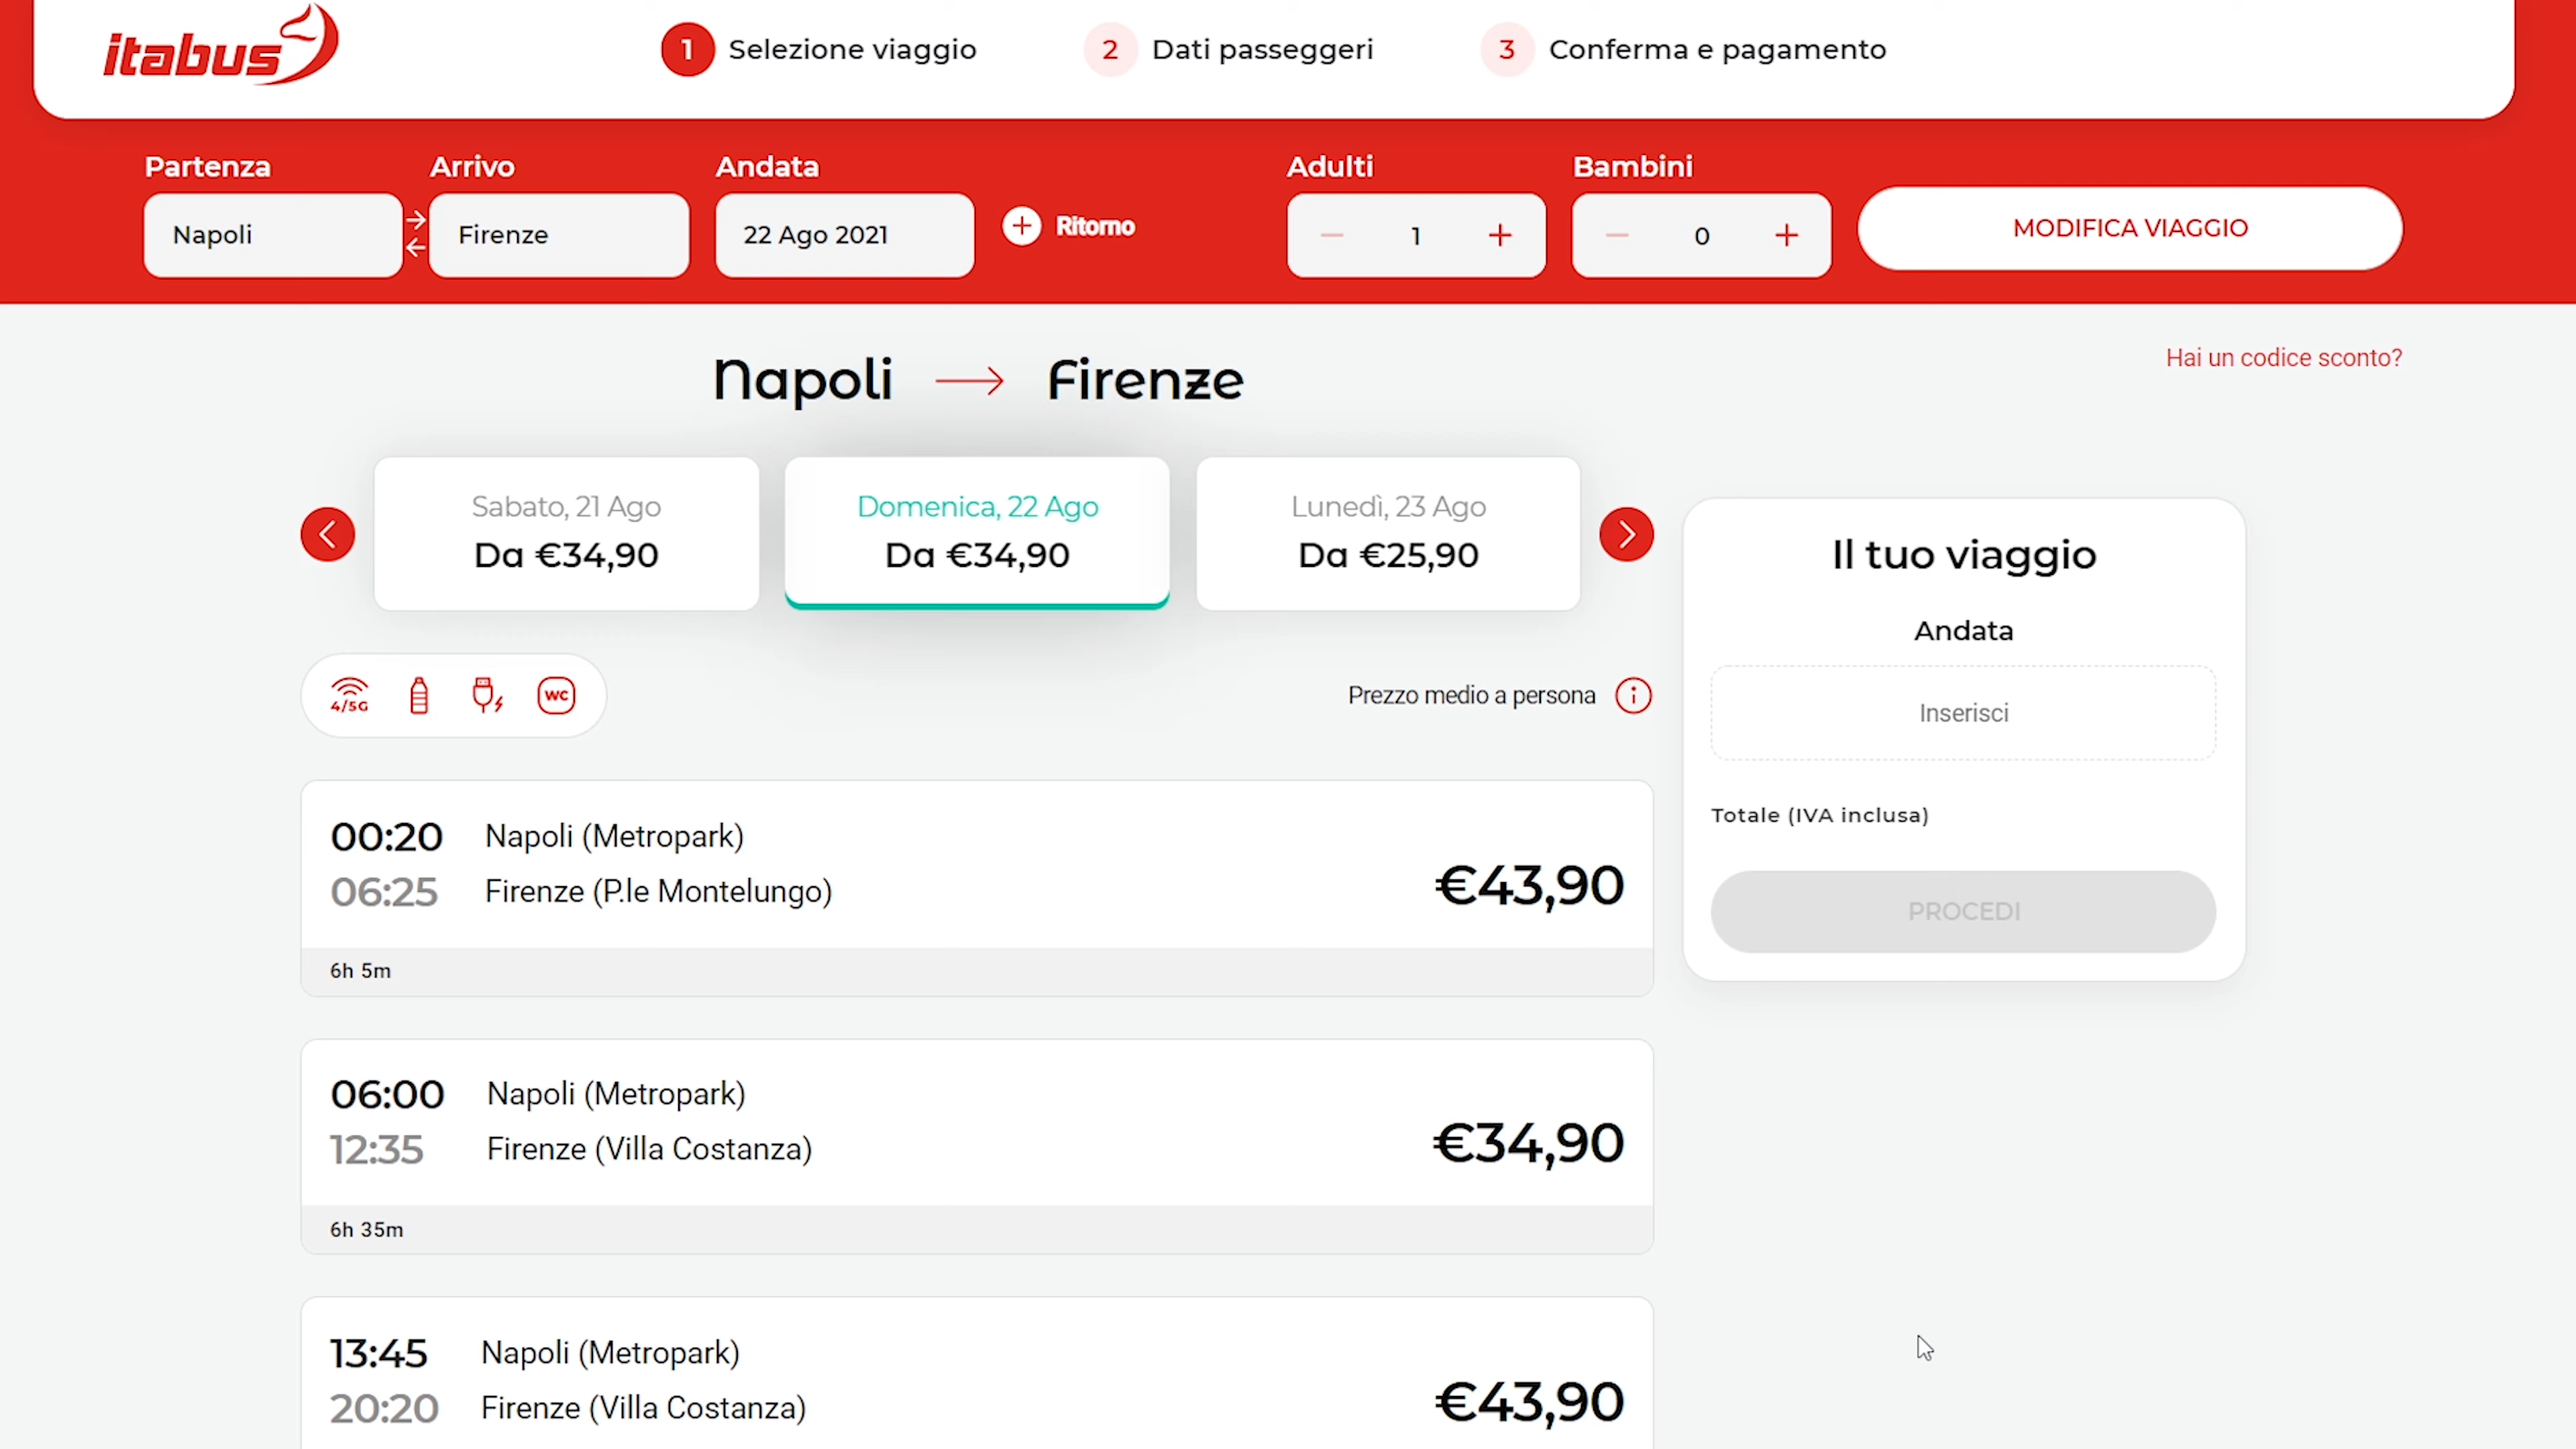 itabus
1 Selezione viaggio
2 Dati passeggeri
3 Conferma e pagamento
Partenza
Arrivo
Andata
Adulti
Bambini
Napoli
Firenze
22 Ago 2021
Ritorno
1
0
MODIFICA VIAGGIO
Napoli Firenze
Hai un codice sconto?
Sabato, 21 Ago
Da €34,90
Domenica, 22 Ago
Da €34,90
Lunedì, 23 Ago
Da €25,90
4/5G
WC
Prezzo medio a persona
00:20 Napoli (Metropark)
06:25 Firenze (P.le Montelungo)
€43,90
6h 5m
06:00 Napoli (Metropark)
12:35 Firenze (Villa Costanza)
€34,90
6h 35m
13:45 Napoli (Metropark)
20:20 Firenze (Villa Costanza)
€43,90
Il tuo viaggio
Andata
Inserisci
Totale (IVA inclusa)
PROCEDI